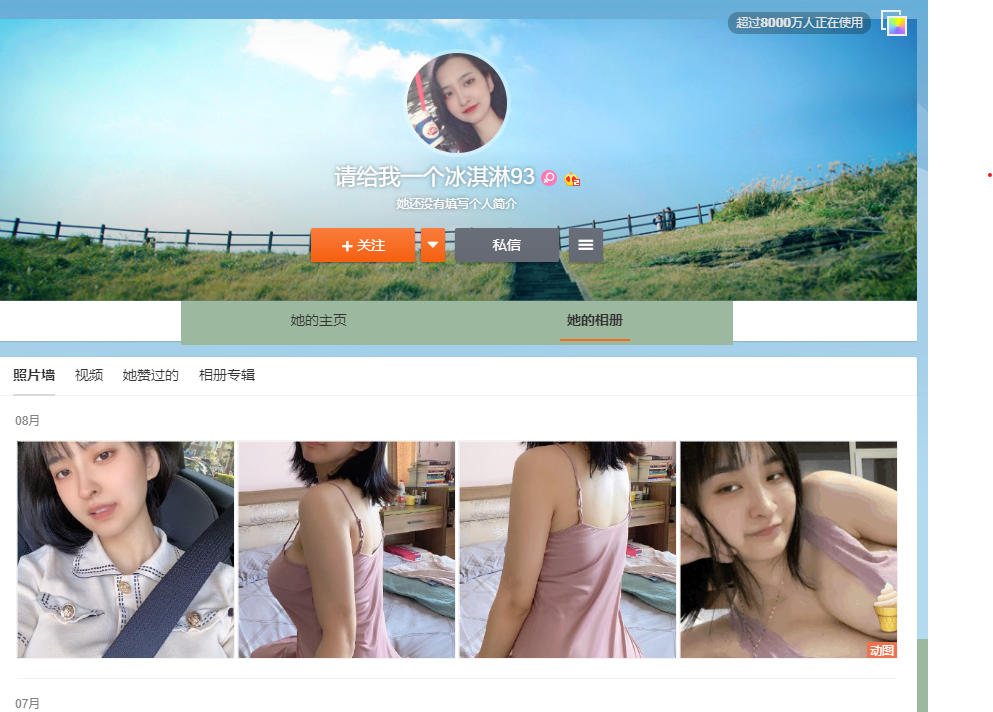 超过8000万人正在使用
请给我一个冰淇淋93
她还没有填写个人简介
+ 关注
私信
她的主页 她的相册
照片墙 视频 她赞过的 相册专辑
08月
动图
07月